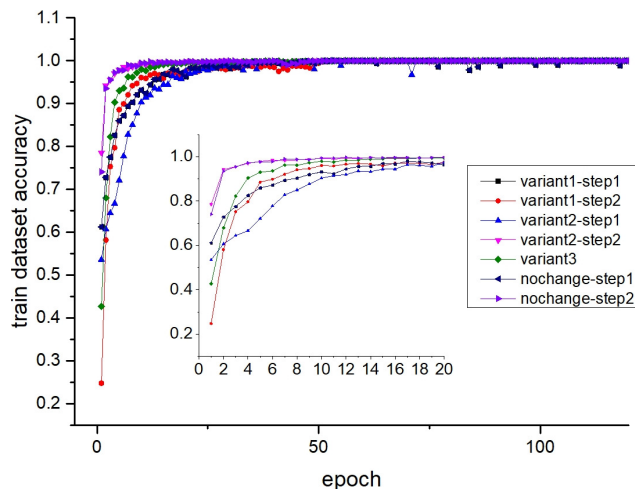 1.1
1.0
0.9
0.8
0.7
0.6
0.5
0.4
0.3
0.2
train dataset accuracy
0 50 100
epoch
1.0
0.8
0.6
0.4
0.2
0 2 4 6 8 10 12 14 16 18 20
variant1-step1
variant1-step2
variant2-step1
variant2-step2
variant3
nochange-step1
nochange-step2